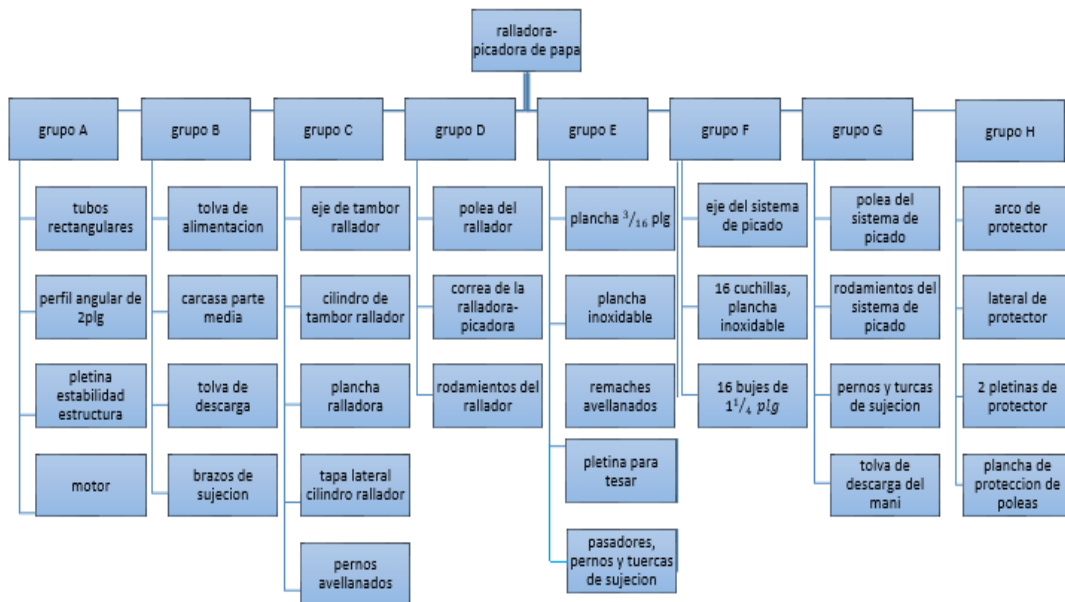 ralladora-
picadora de papa
grupo A
grupo B
grupo C
grupo D
grupo E
grupo F
grupo G
grupo H
tubos
rectangulares
perfil angular de
2plg
pletina
estabilidad
estructura
motor
tolva de
alimentacion
carcasa parte
media
tolva de
descarga
brazos de
sujecion
eje de tambor
rallador
cilindro de
tambor rallador
plancha
ralladora
tapa lateral
cilindro rallador
pernos
avellanados
polea del
rallador
correa de la
ralladora-
picadora
rodamientos del
rallador
plancha 3/16 plg
plancha
inoxidable
remaches
avellanados
pletina para
tesar
pasadores,
pernos y tuercas
de sujecion
eje del sistema
de picado
16 cuchillas,
plancha
inoxidable
16 bujes de
1 1/4 plg
polea del
sistema de
picado
rodamientos del
sistema de
picado
pernos y turcas
de sujecion
tolva de
descarga del
mani
arco de
protector
lateral de
protector
2 pletinas de
protector
plancha de
proteccion de
poleas